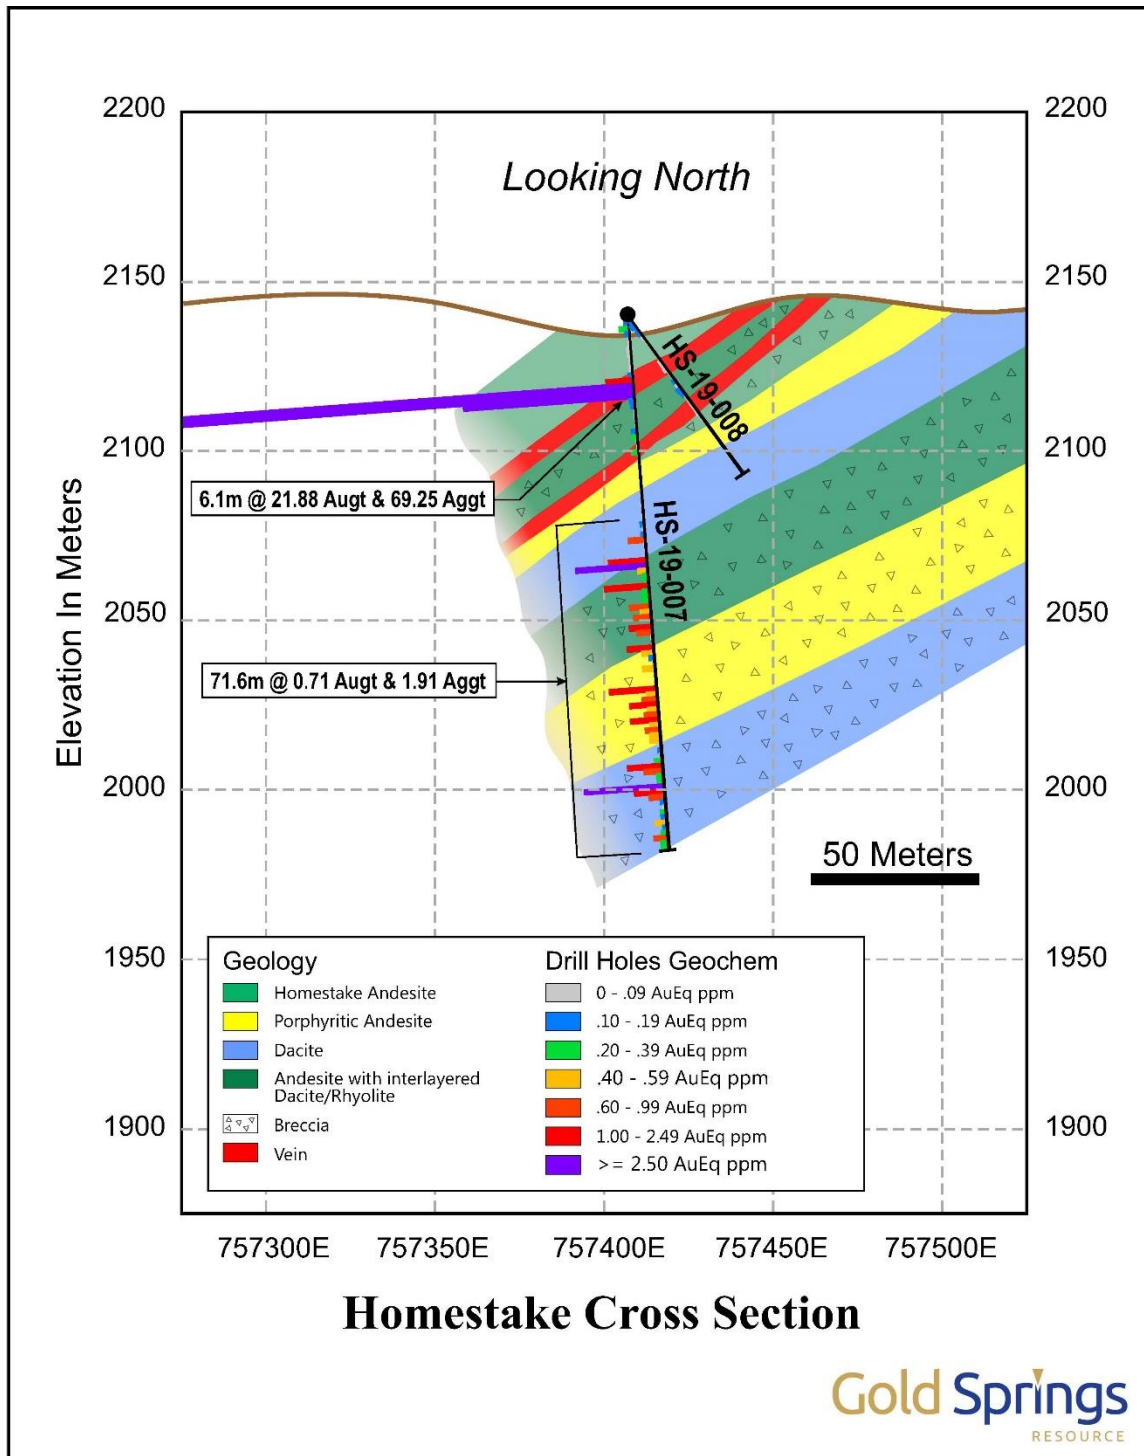 2200
2200
Looking North
2150
2150
HS-19-008
2100
2100
6.1m @ 21.88 Augt & 69.25 Aggt
HS-19-007
Elevation In Meters
2050
2050
71.6m @ 0.71 Augt & 1.91 Aggt
2000
2000
50 Meters
1950
1950
Geology
Homestake Andesite
Porphyritic Andesite
Dacite
Andesite with interlayered
Dacite/Rhyolite
Breccia
Vein
Drill Holes Geochem
0 - .09 AuEq ppm
.10 - .19 AuEq ppm
.20 - .39 AuEq ppm
.40 - .59 AuEq ppm
.60 - .99 AuEq ppm
1.00 - 2.49 AuEq ppm
>= 2.50 AuEq ppm
1900
1900
757300E 757350E 757400E 757450E 757500E
Homestake Cross Section
Gold Springs
RESOURCE